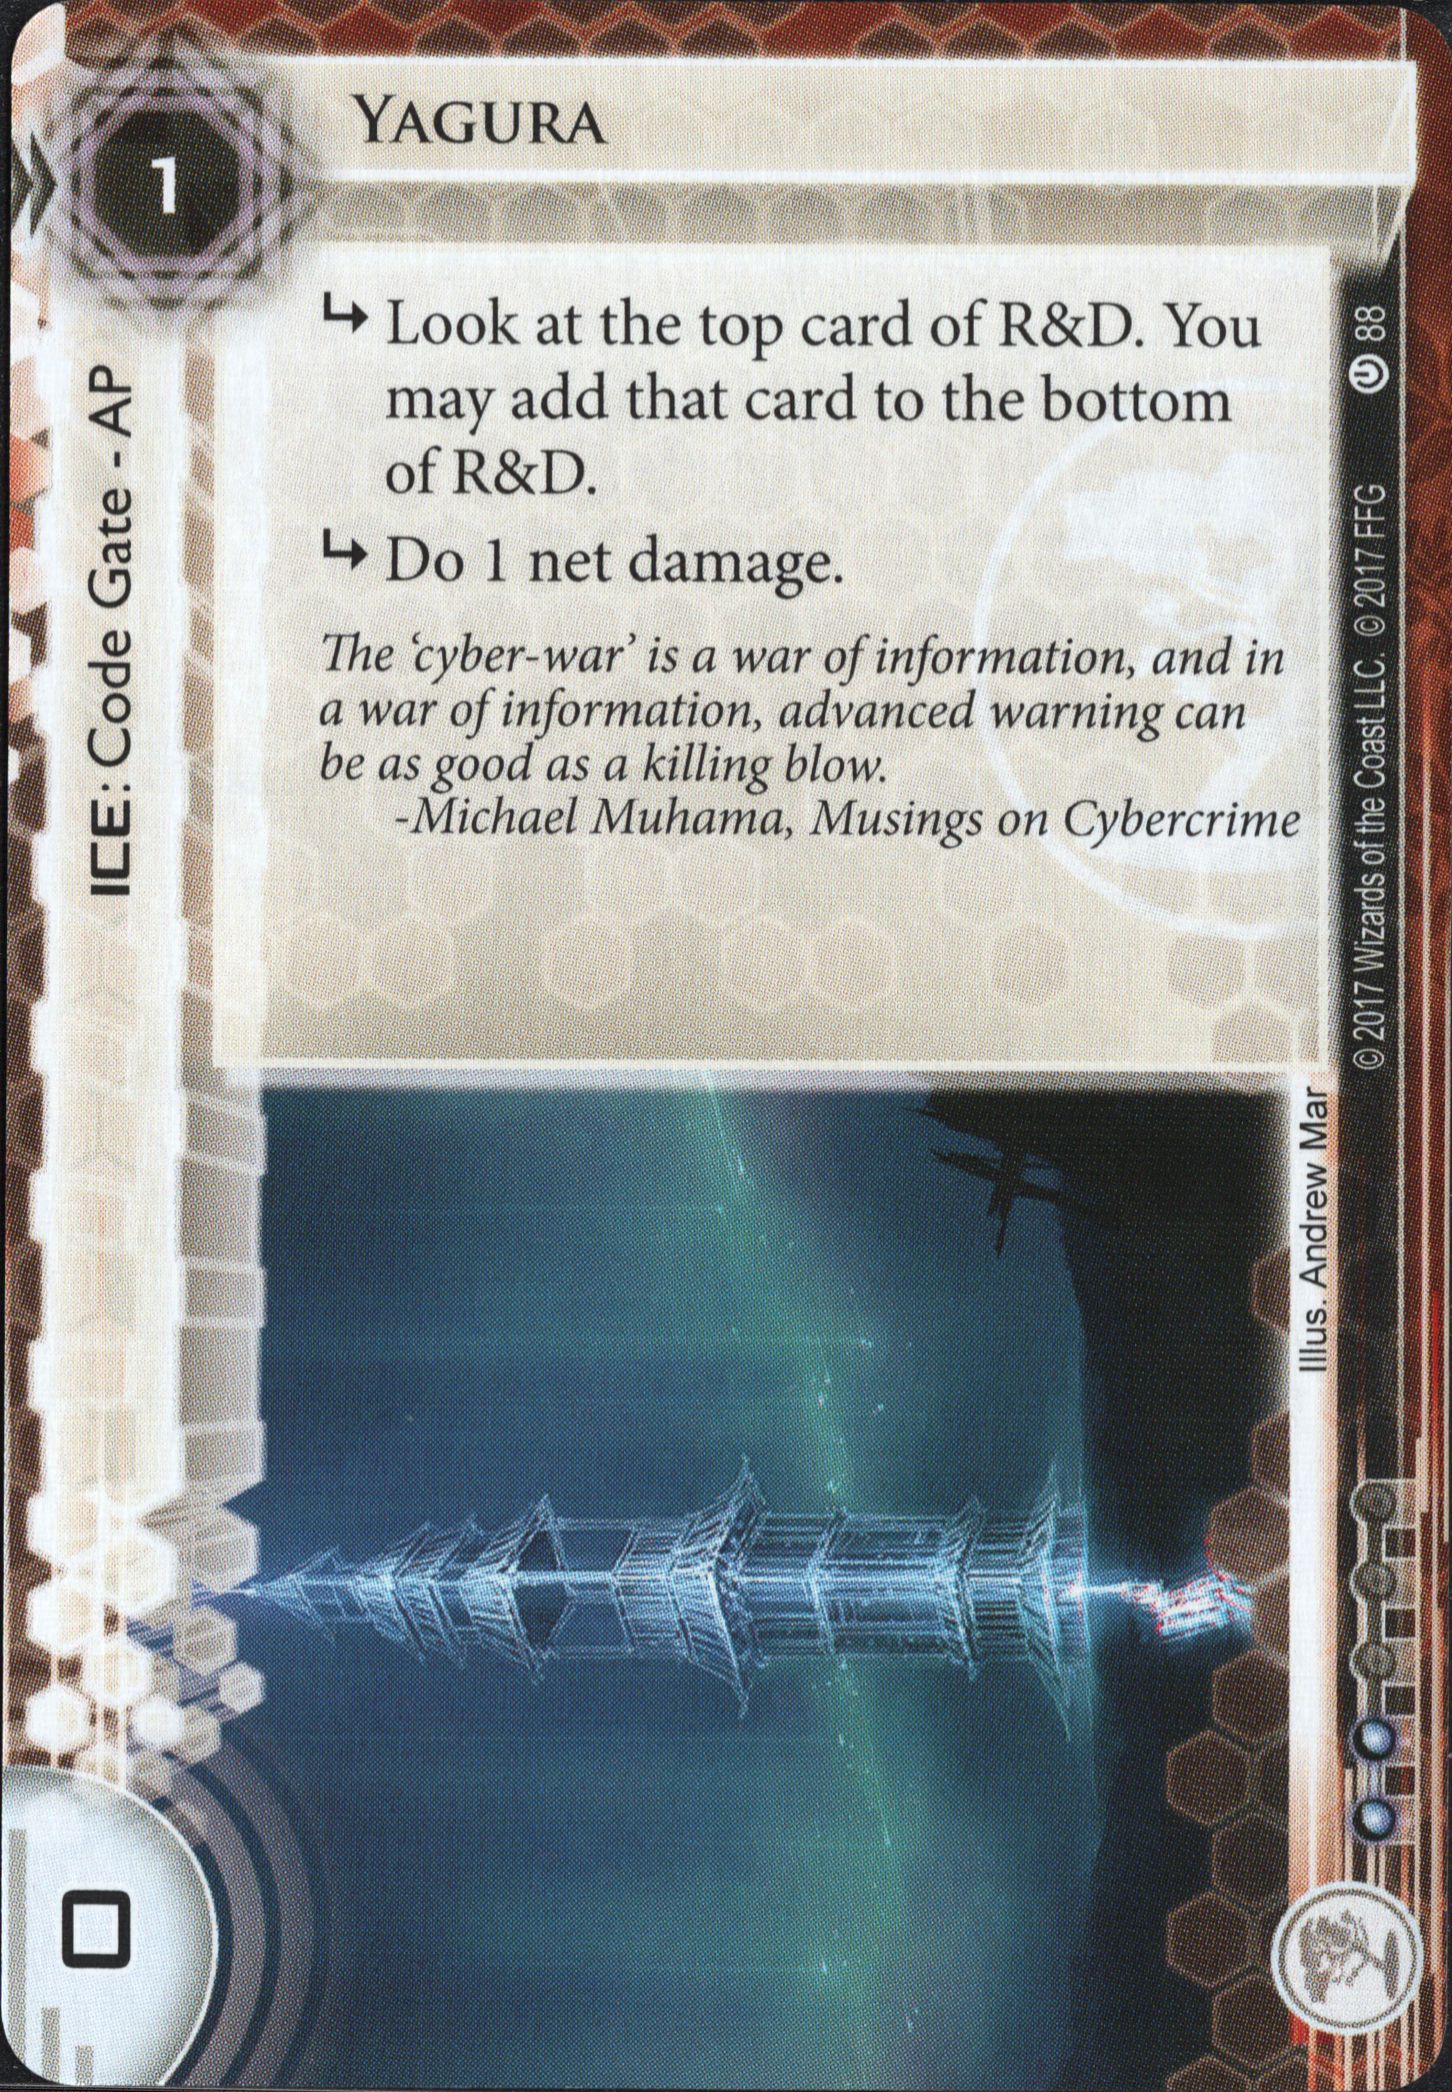 YAGURA
1
↳ Look at the top card of R&D. You
may add that card to the bottom
of R&D.
↳ Do 1 net damage.
The ‘cyber-war’ is a war of information, and in
a war of information, advanced warning can
be as good as a killing blow.
-Michael Muhama, Musings on Cybercrime
ICE: Code Gate - AP
0
Illus. Andrew Mar
© 2017 Wizards of the Coast LLC. © 2017 FFG 88